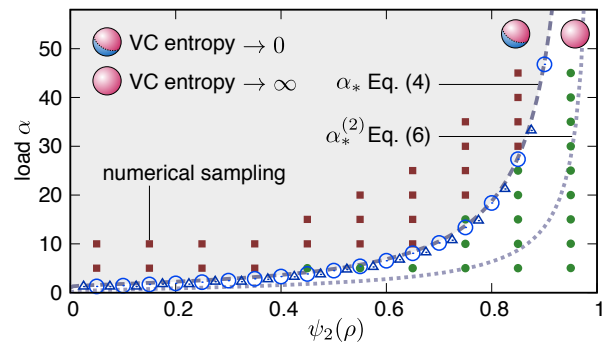 VC entropy → 0
VC entropy → ∞
α* Eq. (4)
α*^(2) Eq. (6)
numerical sampling
load α
50
40
30
20
10
0
0 0.2 0.4 0.6 0.8 1
ψ₂(ρ)